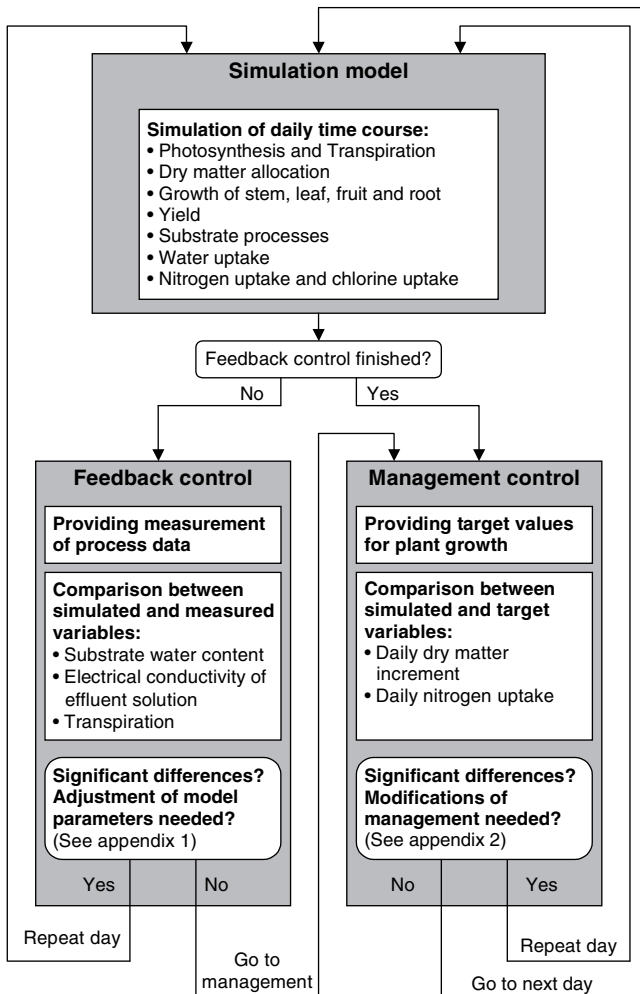 Simulation model
Simulation of daily time course:
• Photosynthesis and Transpiration
• Dry matter allocation
• Growth of stem, leaf, fruit and root
• Yield
• Substrate processes
• Water uptake
• Nitrogen uptake and chlorine uptake
Feedback control finished?
No
Yes
Feedback control
Providing measurement
of process data
Comparison between
simulated and measured
variables:
• Substrate water content
• Electrical conductivity of
effluent solution
• Transpiration
Significant differences?
Adjustment of model
parameters needed?
(See appendix 1)
Yes
No
Repeat day
Go to
management
Management control
Providing target values
for plant growth
Comparison between
simulated and target
variables:
• Daily dry matter
increment
• Daily nitrogen uptake
Significant differences?
Modifications of
management needed?
(See appendix 2)
No
Yes
Repeat day
Go to next day